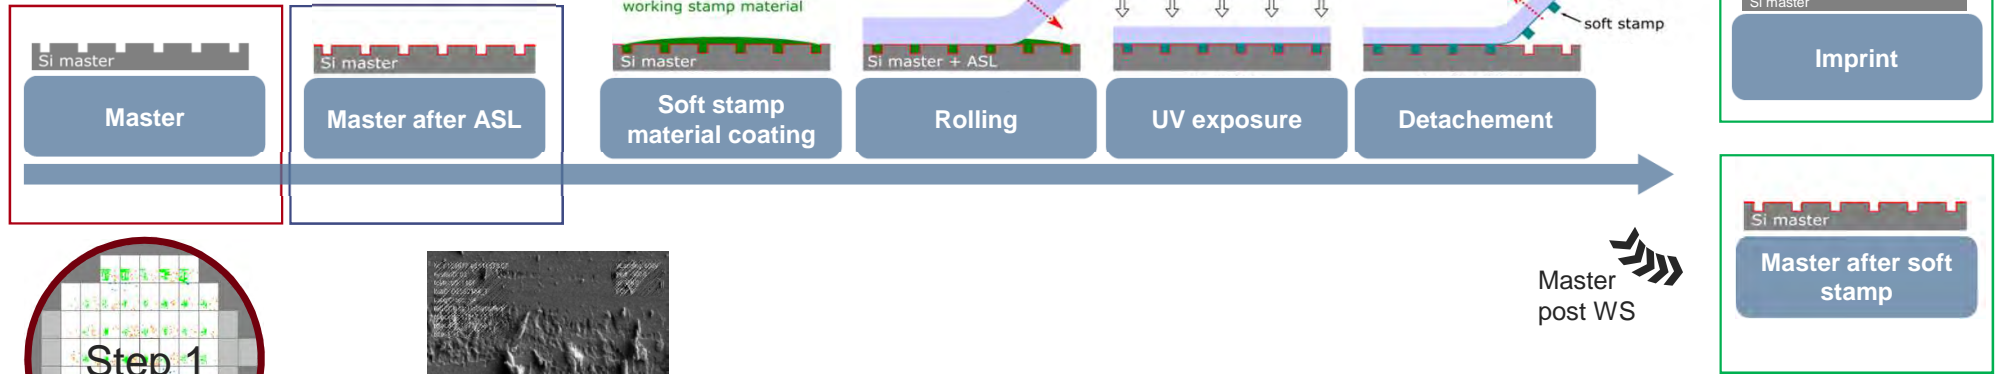 working stamp material
soft stamp
Si master
Si master
Si master
Si master
Si master + ASL
Imprint
Master
Master after ASL
Soft stamp
material coating
Rolling
UV exposure
Detachement
Si master
Master after soft
stamp
Master
post WS
Step 1